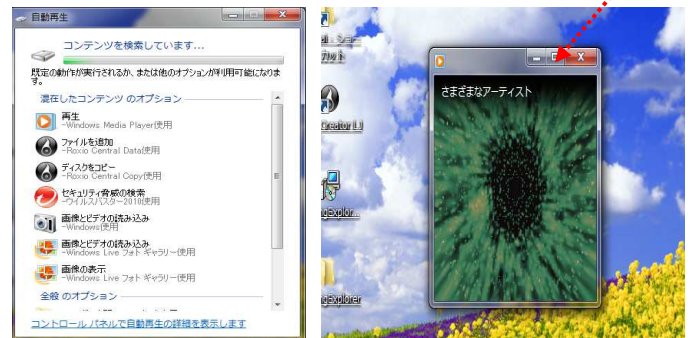 自動再生
コンテンツを検索しています...
既定の動作が実行されるか、または他のオプションが利用可能になりま
す。
混在したコンテンツ のオプション
再生
-Windows Media Player使用
ファイルを追加
-Roxio Central Data使用
ディスクをコピー
-Roxio Central Copy使用
セキュリティ脅威の検索
-ウイルスバスター2010使用
画像とビデオの読み込み
-Windows使用
画像とビデオの読み込み
-Windows Live フォト ギャラリー使用
画像の表示
-Windows Live フォト ギャラリー使用
全般 のオプション
コントロール パネルで自動再生の詳細を表示します
ショー
カット
Creator LJ
gExplor...
gExplorer
さまざまなアーティスト